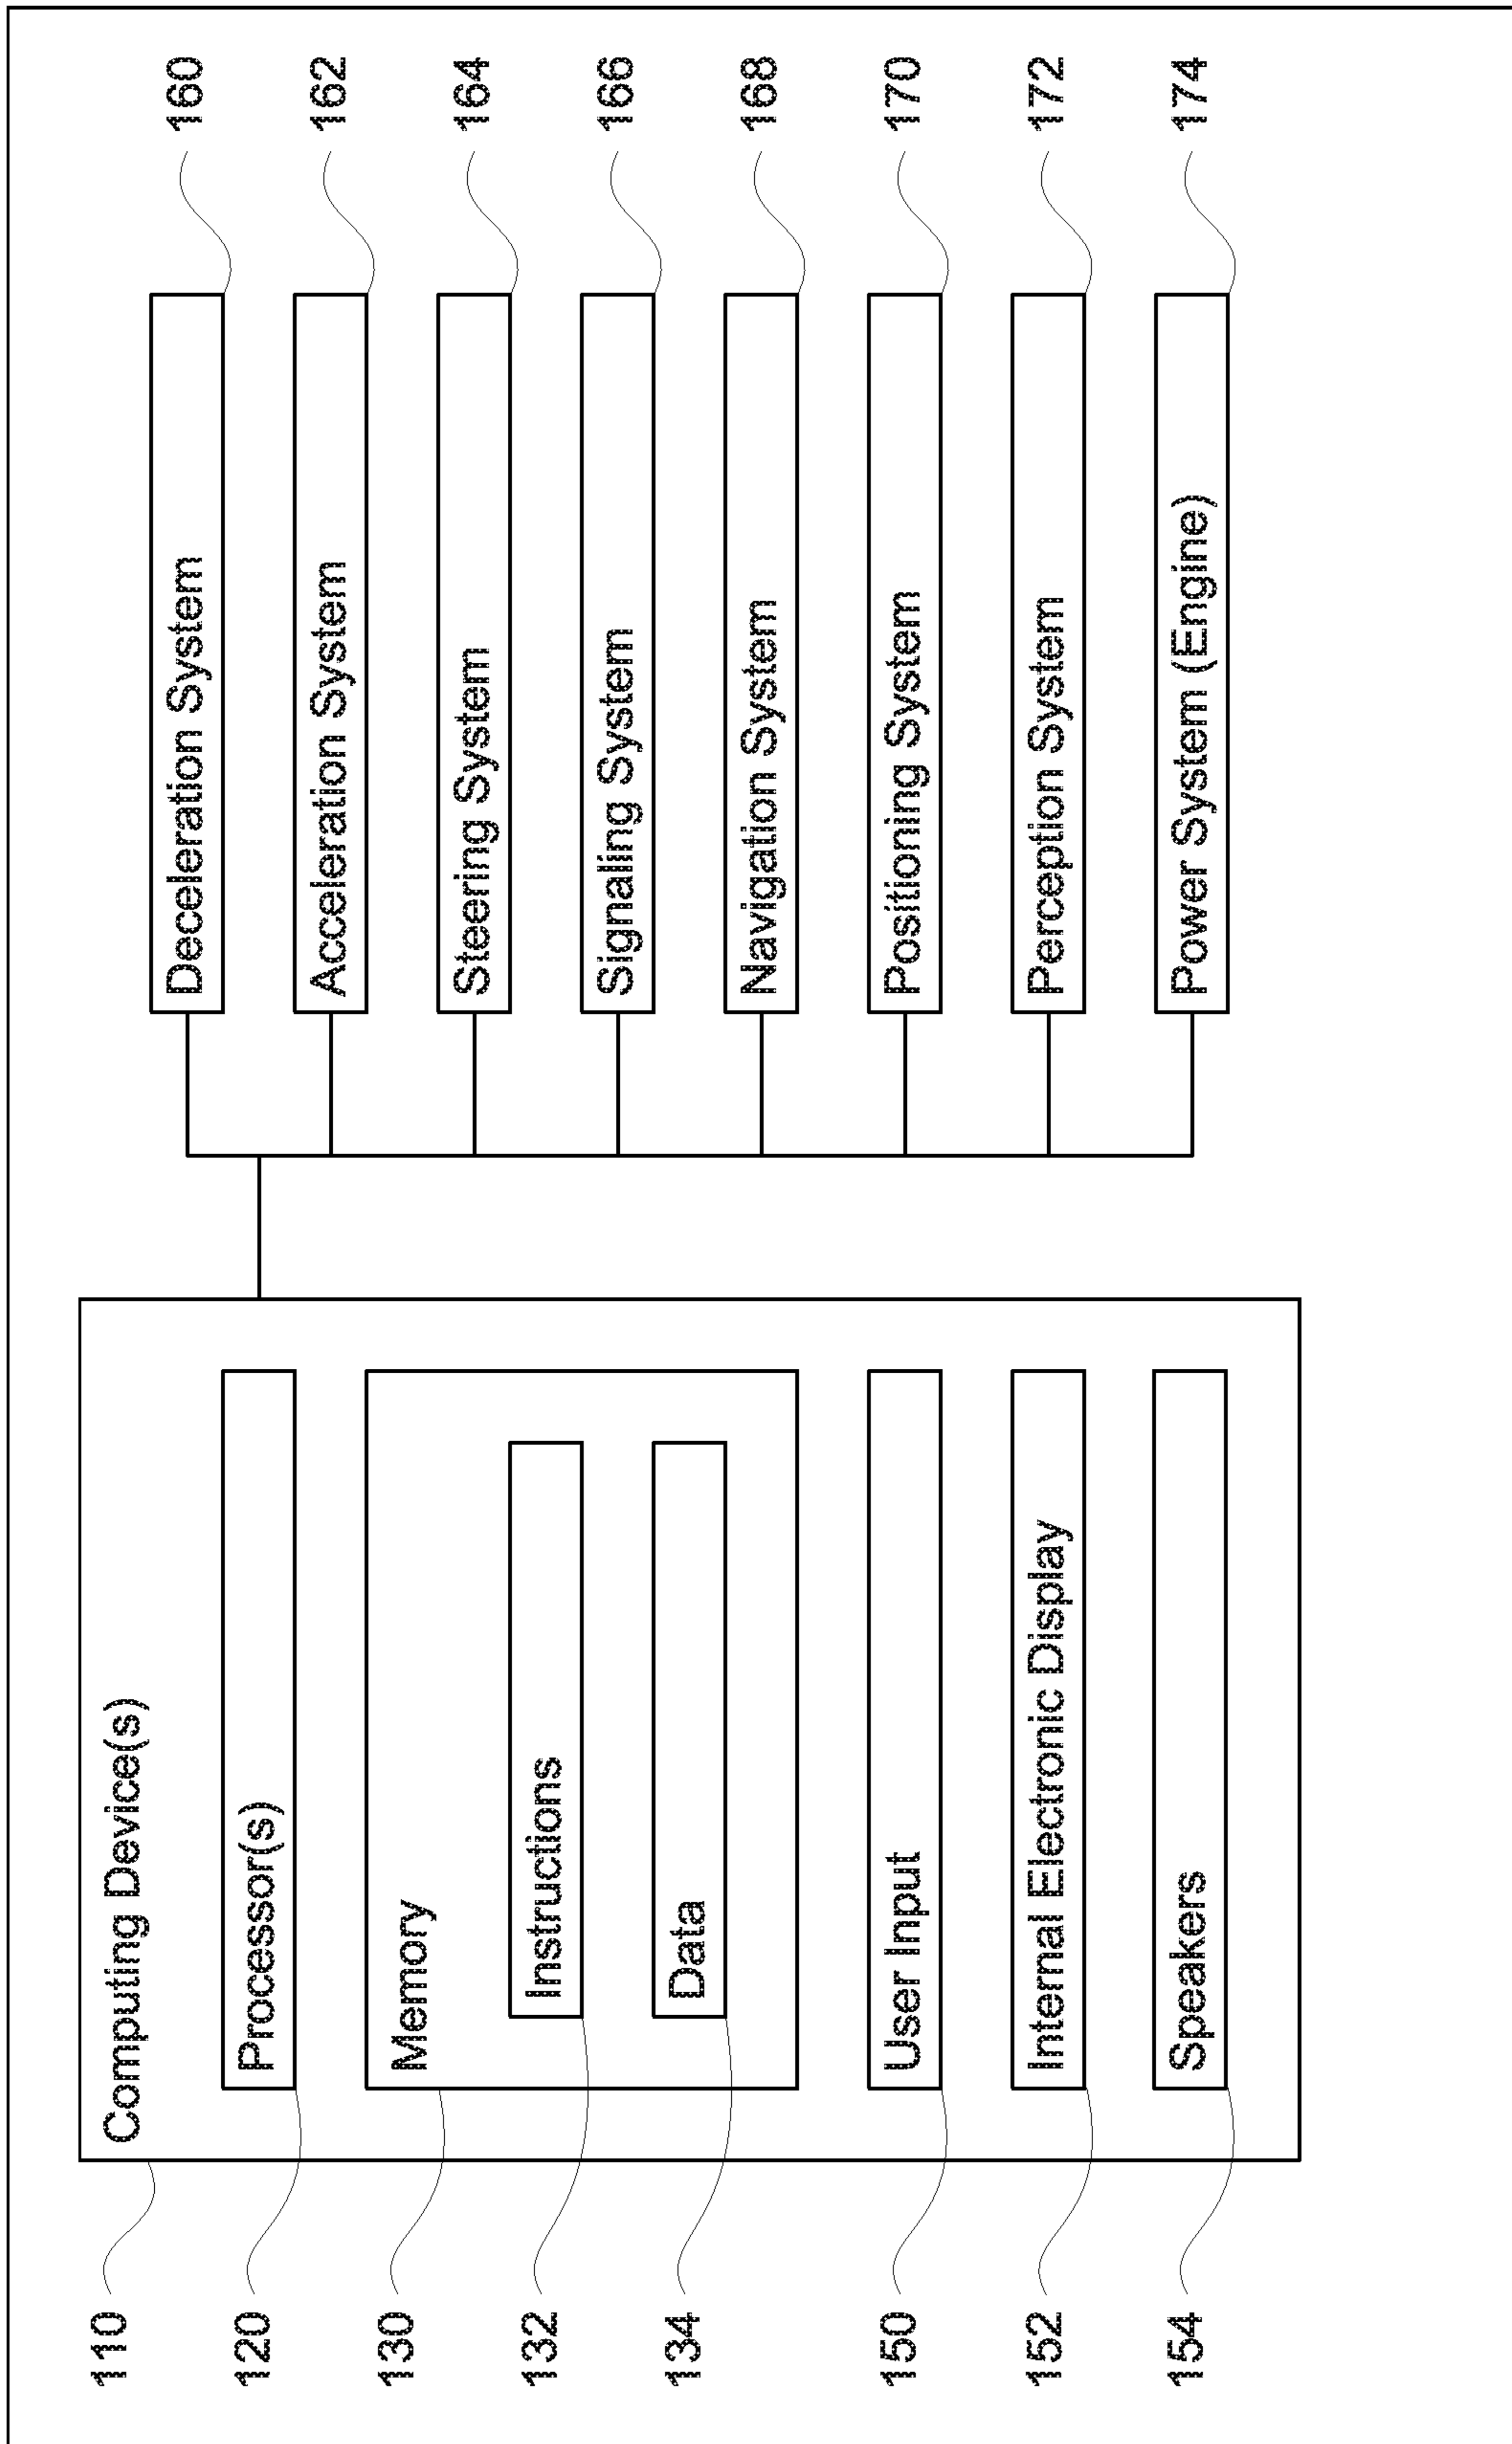 110
Computing Device(s)
120
Processor(s)
130
Memory
132
Instructions
134
Data
150
User Input
152
Internal Electronic Display
154
Speakers
Deceleration System
160
Acceleration System
162
Steering System
164
Signaling System
166
Navigation System
168
Positioning System
170
Perception System
172
Power System (Engine)
174